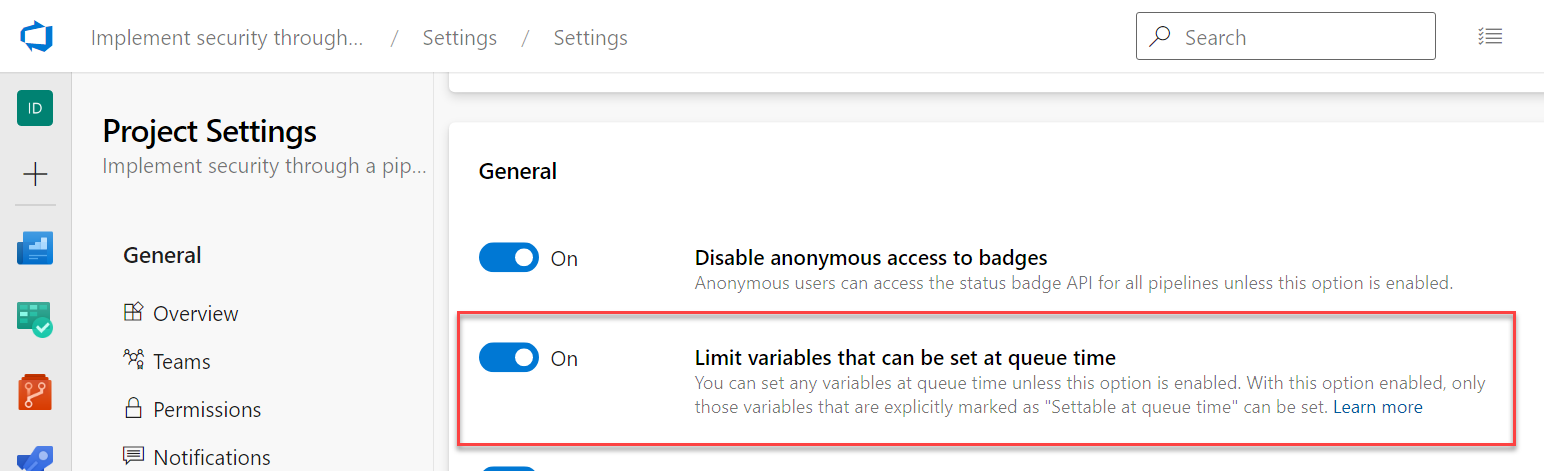 Implement security through... / Settings / Settings
Search
ID
Project Settings
Implement security through a pip...
General
Overview
Teams
Permissions
Notifications
General
On
Disable anonymous access to badges
Anonymous users can access the status badge API for all pipelines unless this option is enabled.
On
Limit variables that can be set at queue time
You can set any variables at queue time unless this option is enabled. With this option enabled, only
those variables that are explicitly marked as "Settable at queue time" can be set. Learn more